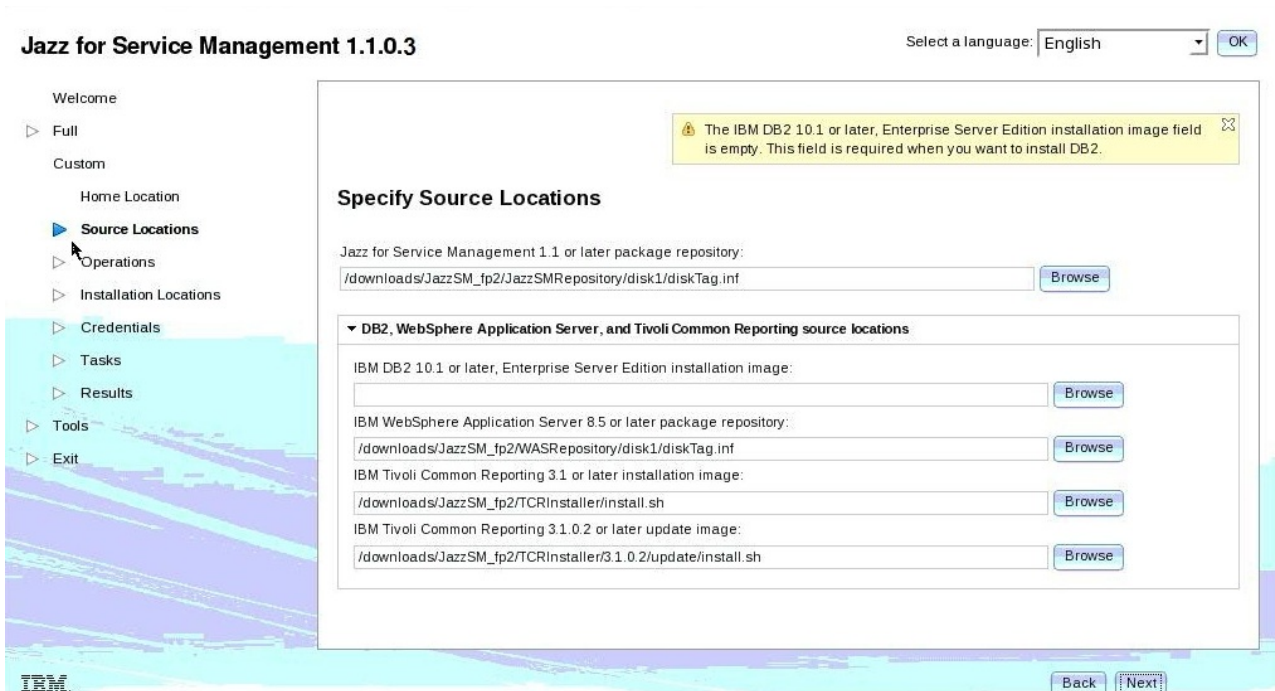 Jazz for Service Management 1.1.0.3
Select a language: English OK
Welcome
Full
Custom
Home Location
Source Locations
Operations
Installation Locations
Credentials
Tasks
Results
Tools
Exit
The IBM DB2 10.1 or later, Enterprise Server Edition installation image field
is empty. This field is required when you want to install DB2.
Specify Source Locations
Jazz for Service Management 1.1 or later package repository:
/downloads/JazzSM_fp2/JazzSMRepository/disk1/diskTag.inf Browse
DB2, WebSphere Application Server, and Tivoli Common Reporting source locations
IBM DB2 10.1 or later, Enterprise Server Edition installation image:
Browse
IBM WebSphere Application Server 8.5 or later package repository:
/downloads/JazzSM_fp2/WASRepository/disk1/diskTag.inf Browse
IBM Tivoli Common Reporting 3.1 or later installation image:
/downloads/JazzSM_fp2/TCRInstaller/install.sh Browse
IBM Tivoli Common Reporting 3.1.0.2 or later update image:
/downloads/JazzSM_fp2/TCRInstaller/3.1.0.2/update/install.sh Browse
IBM.
Back Next